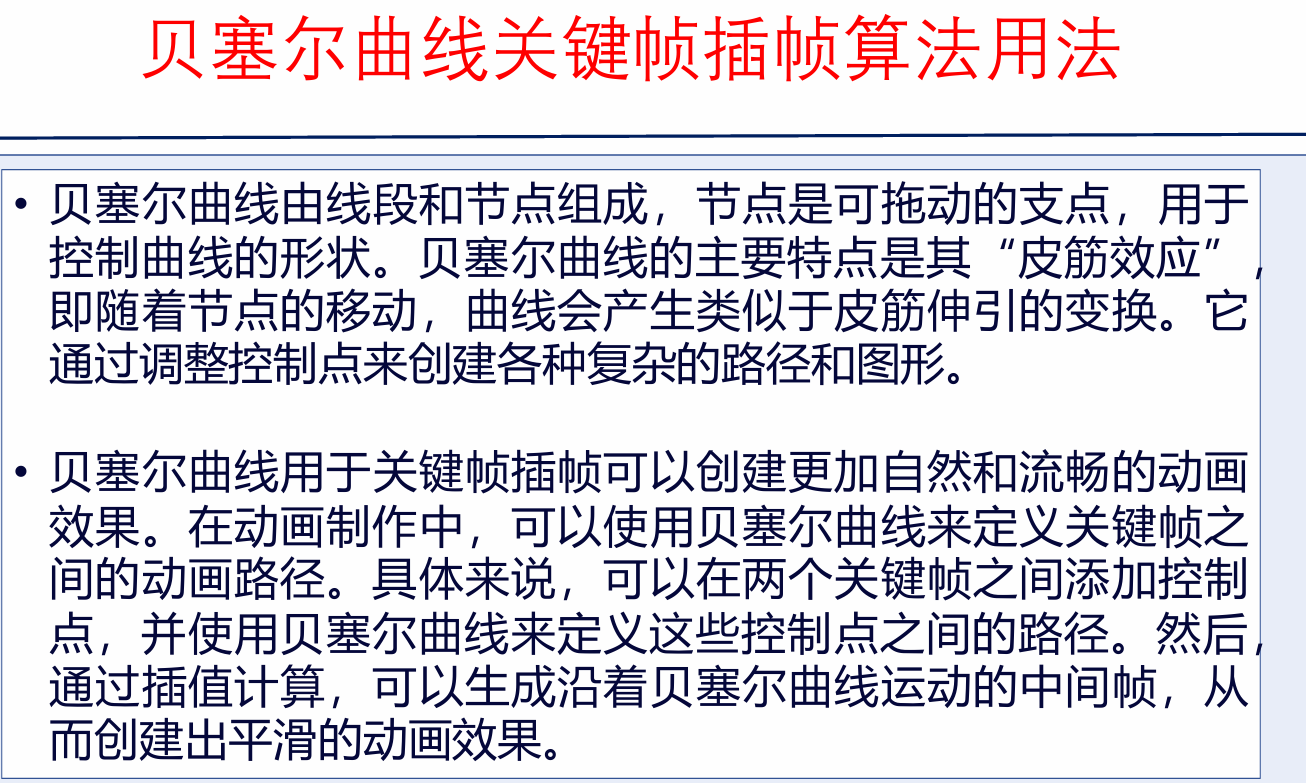 贝塞尔曲线关键帧插帧算法用法
• 贝塞尔曲线由线段和节点组成，节点是可拖动的支点，用于
控制曲线的形状。贝塞尔曲线的主要特点是其“皮筋效应”，
即随着节点的移动，曲线会产生类似于皮筋伸引的变换。它
通过调整控制点来创建各种复杂的路径和图形。
• 贝塞尔曲线用于关键帧插帧可以创建更加自然和流畅的动画
效果。在动画制作中，可以使用贝塞尔曲线来定义关键帧之
间的动画路径。具体来说，可以在两个关键帧之间添加控制
点，并使用贝塞尔曲线来定义这些控制点之间的路径。然后，
通过插值计算，可以生成沿着贝塞尔曲线运动的中间帧，从
而创建出平滑的动画效果。